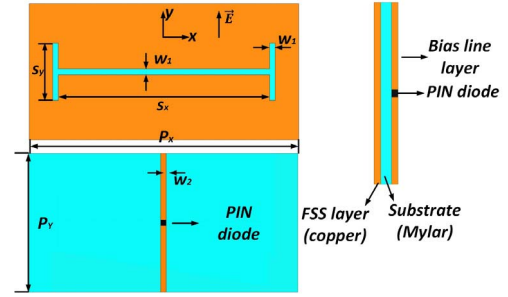 y
E
x
w1
w1
Sy
Sx
Px
w2
PY
PIN
diode
Bias line
layer
PIN diode
FSS layer
(copper)
Substrate
(Mylar)